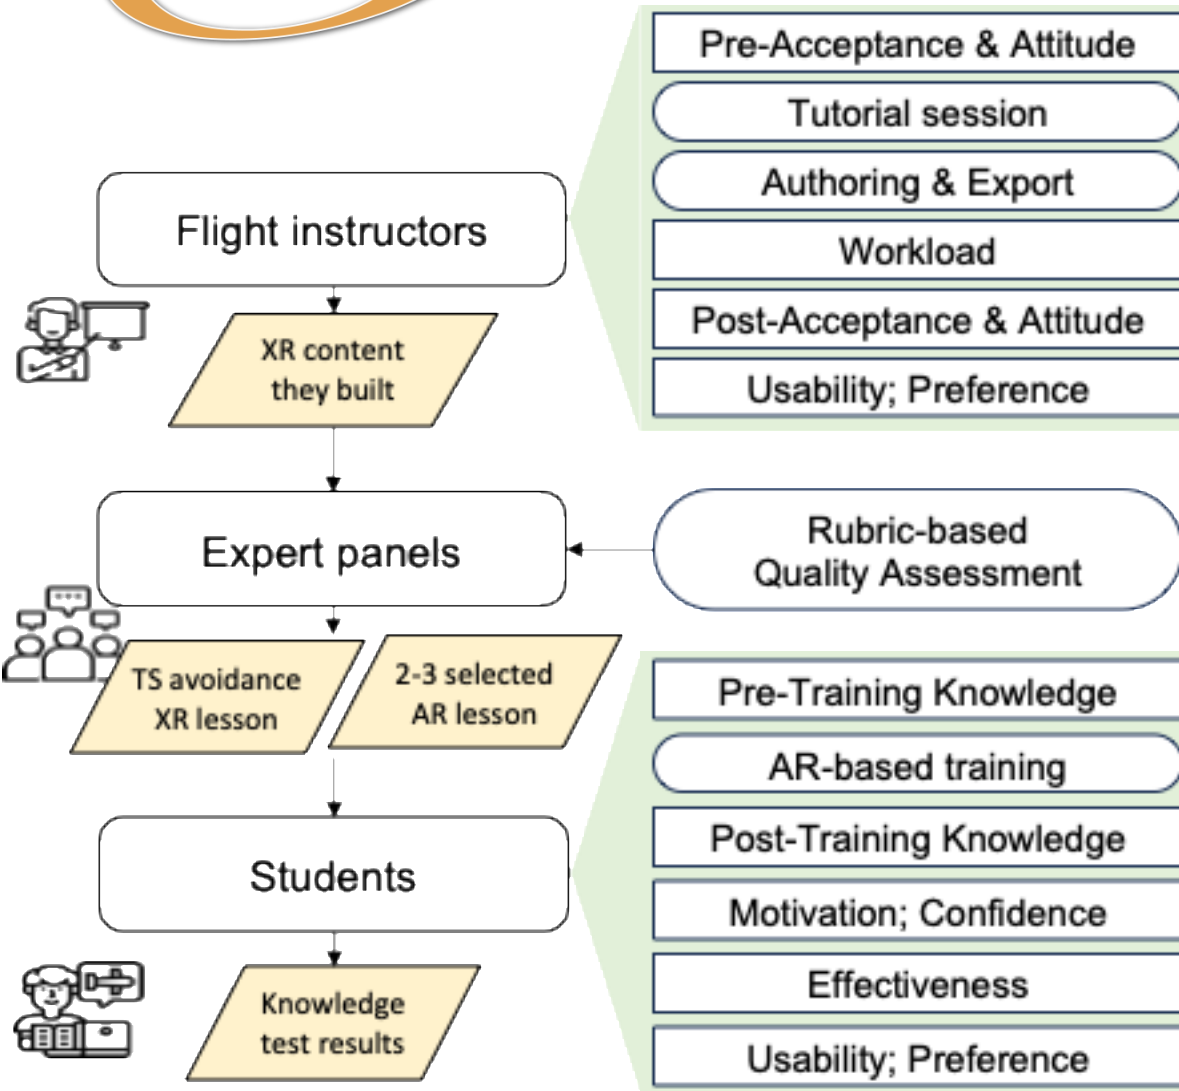 Pre-Acceptance & Attitude
Tutorial session
Authoring & Export
Workload
Post-Acceptance & Attitude
Usability; Preference
Flight instructors
XR content
they built
Expert panels
Rubric-based
Quality Assessment
TS avoidance
XR lesson
2-3 selected
AR lesson
Students
Pre-Training Knowledge
AR-based training
Post-Training Knowledge
Motivation; Confidence
Effectiveness
Usability; Preference
Knowledge
test results